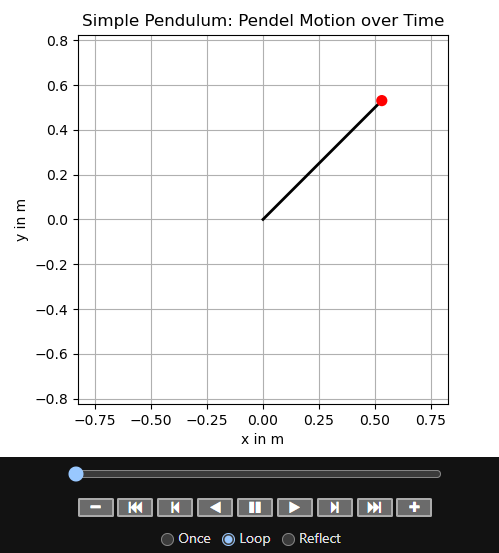 Simple Pendulum: Pendel Motion over Time
0.8
0.6
0.4
0.2
0.0
−0.2
−0.4
−0.6
−0.8
y in m
−0.75 −0.50 −0.25 0.00 0.25 0.50 0.75
x in m
Once Loop Reflect